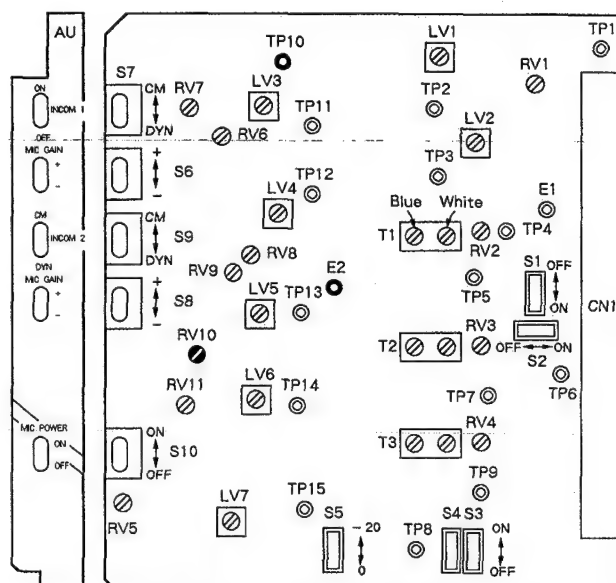 AU
ON
INCOM 1
OFF
MIC GAIN
+
-
CM
INCOM 2
DYN
MIC GAIN
+
-
MIC POWER
ON
OFF
S7
CM
DYN
+
S6
-
CM
S9
DYN
+
S8
-
ON
S10
OFF
RV7
RV6
RV8
RV9
RV10
RV11
RV5
TP10
LV3
TP11
TP12
LV4
E2
LV5
TP13
LV6
TP14
LV7
TP15
S5
-20
0
LV1
TP1
RV1
TP2
LV2
TP3
E1
Blue White
T1
RV2
TP4
S1
OFF
ON
TP5
CN1
T2
RV3
OFF ON
S2
TP6
TP7
T3
RV4
TP9
TP8
S4 S3
ON
OFF